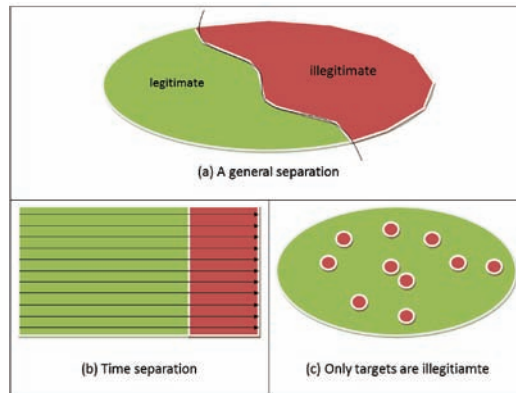 legitimate
illegitimate
(a) A general separation
(b) Time separation
(c) Only targets are illegitiamte